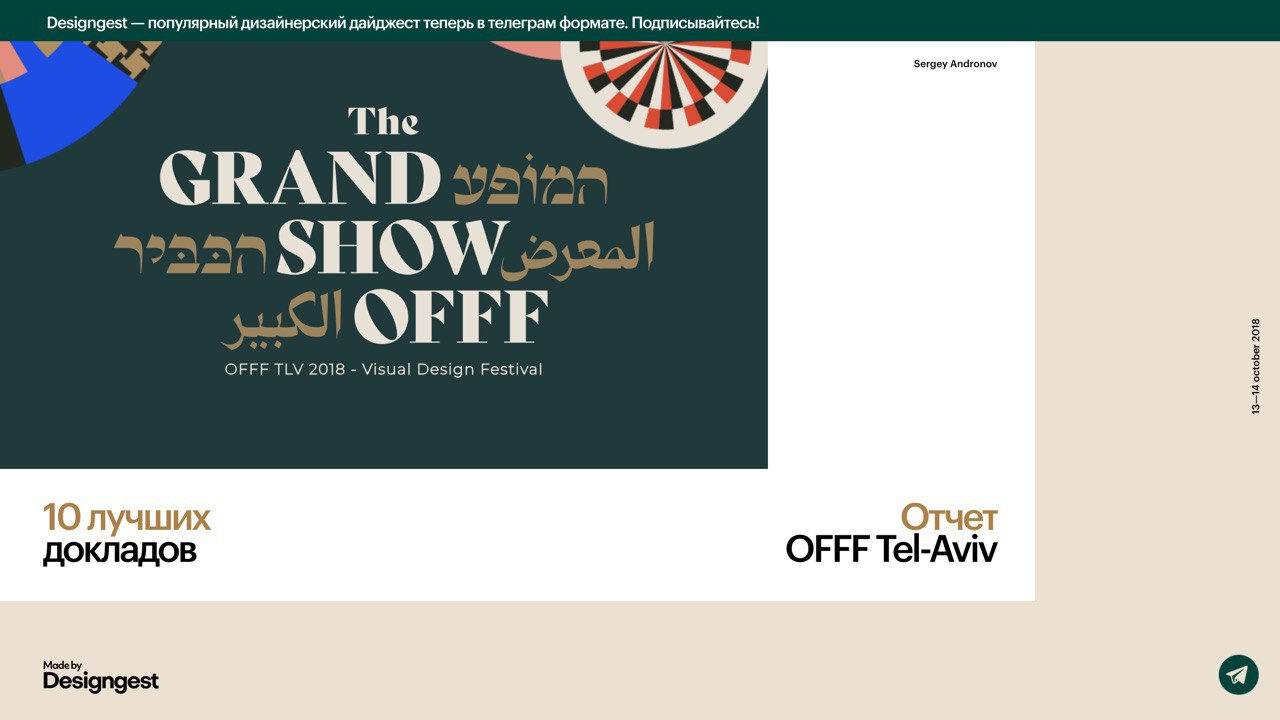 Designgest — популярный дизайнерский дайджест теперь в телеграм формате. Подписывайтесь!
Sergey Andronov
The
GRAND המופע
הכביר SHOW المعرض
الكبير OFFF
OFFF TLV 2018 - Visual Design Festival
13—14 october 2018
10 лучших
докладов
Отчет
OFFF Tel-Aviv
Made by
Designgest